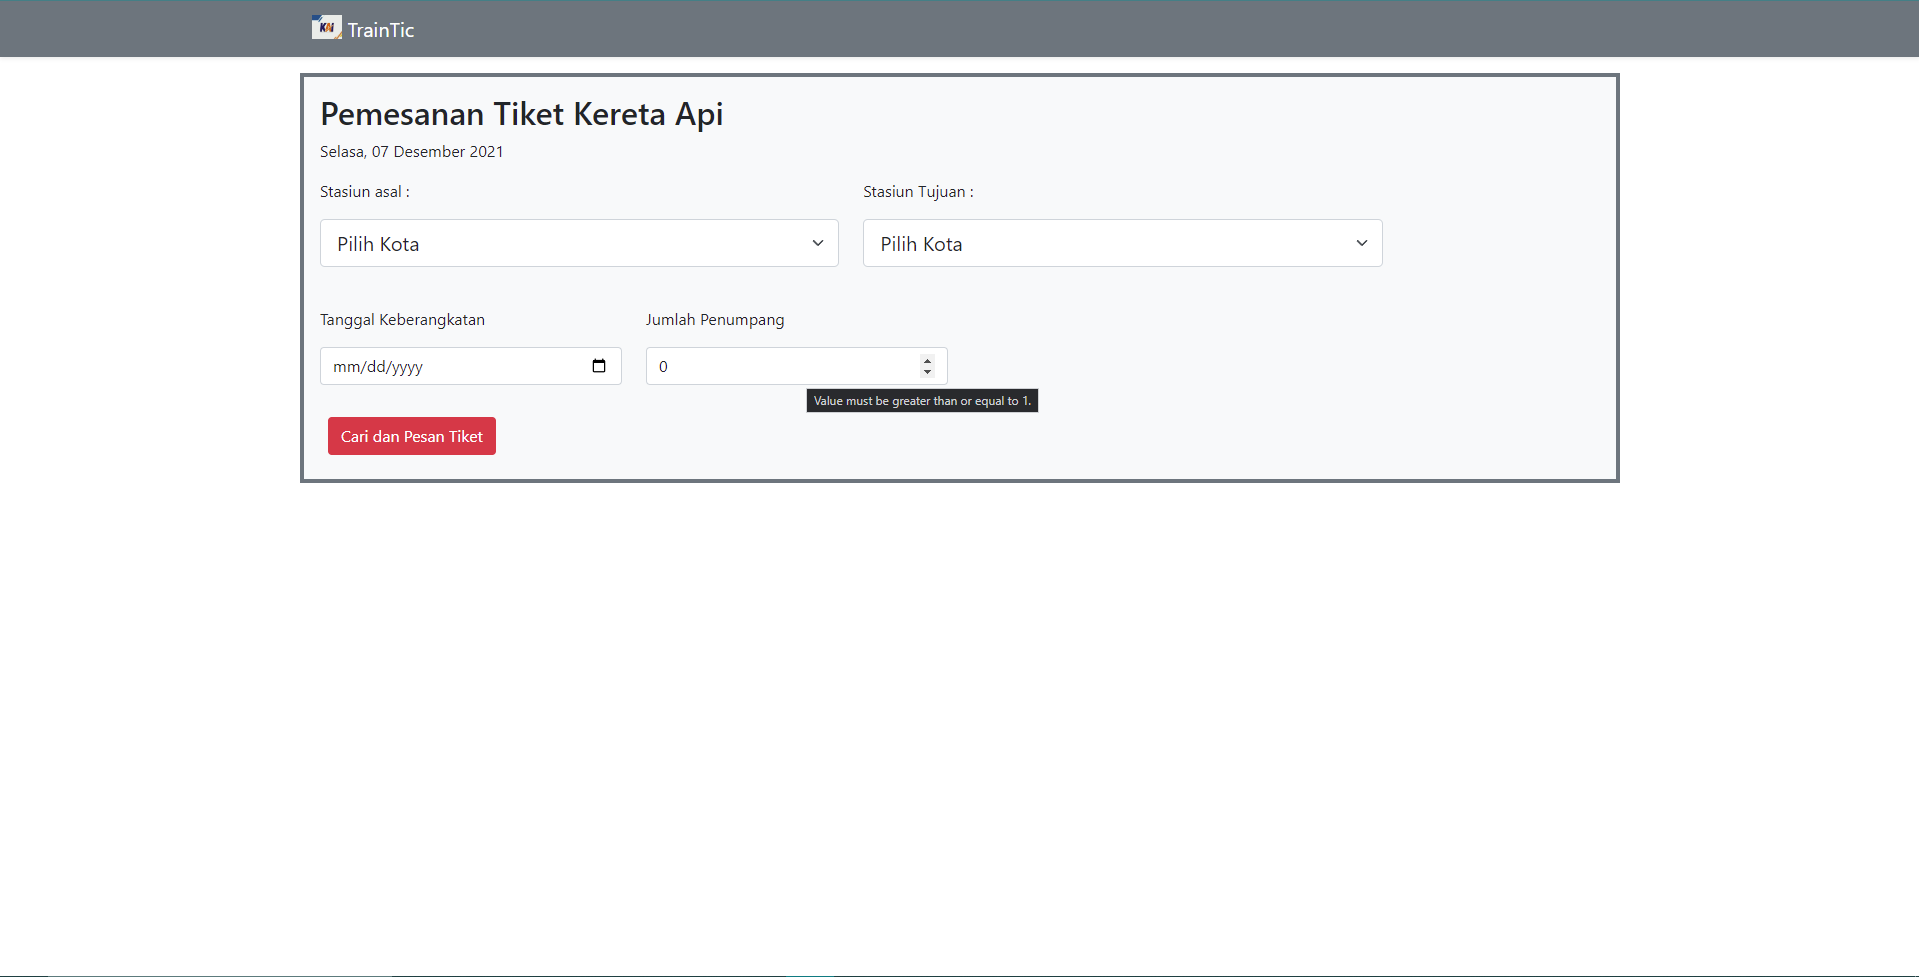 KAI TrainTic
Pemesanan Tiket Kereta Api
Selasa, 07 Desember 2021
Stasiun asal : Stasiun Tujuan :
Pilih Kota Pilih Kota
Tanggal Keberangkatan Jumlah Penumpang
mm/dd/yyyy 0
Value must be greater than or equal to 1.
Cari dan Pesan Tiket